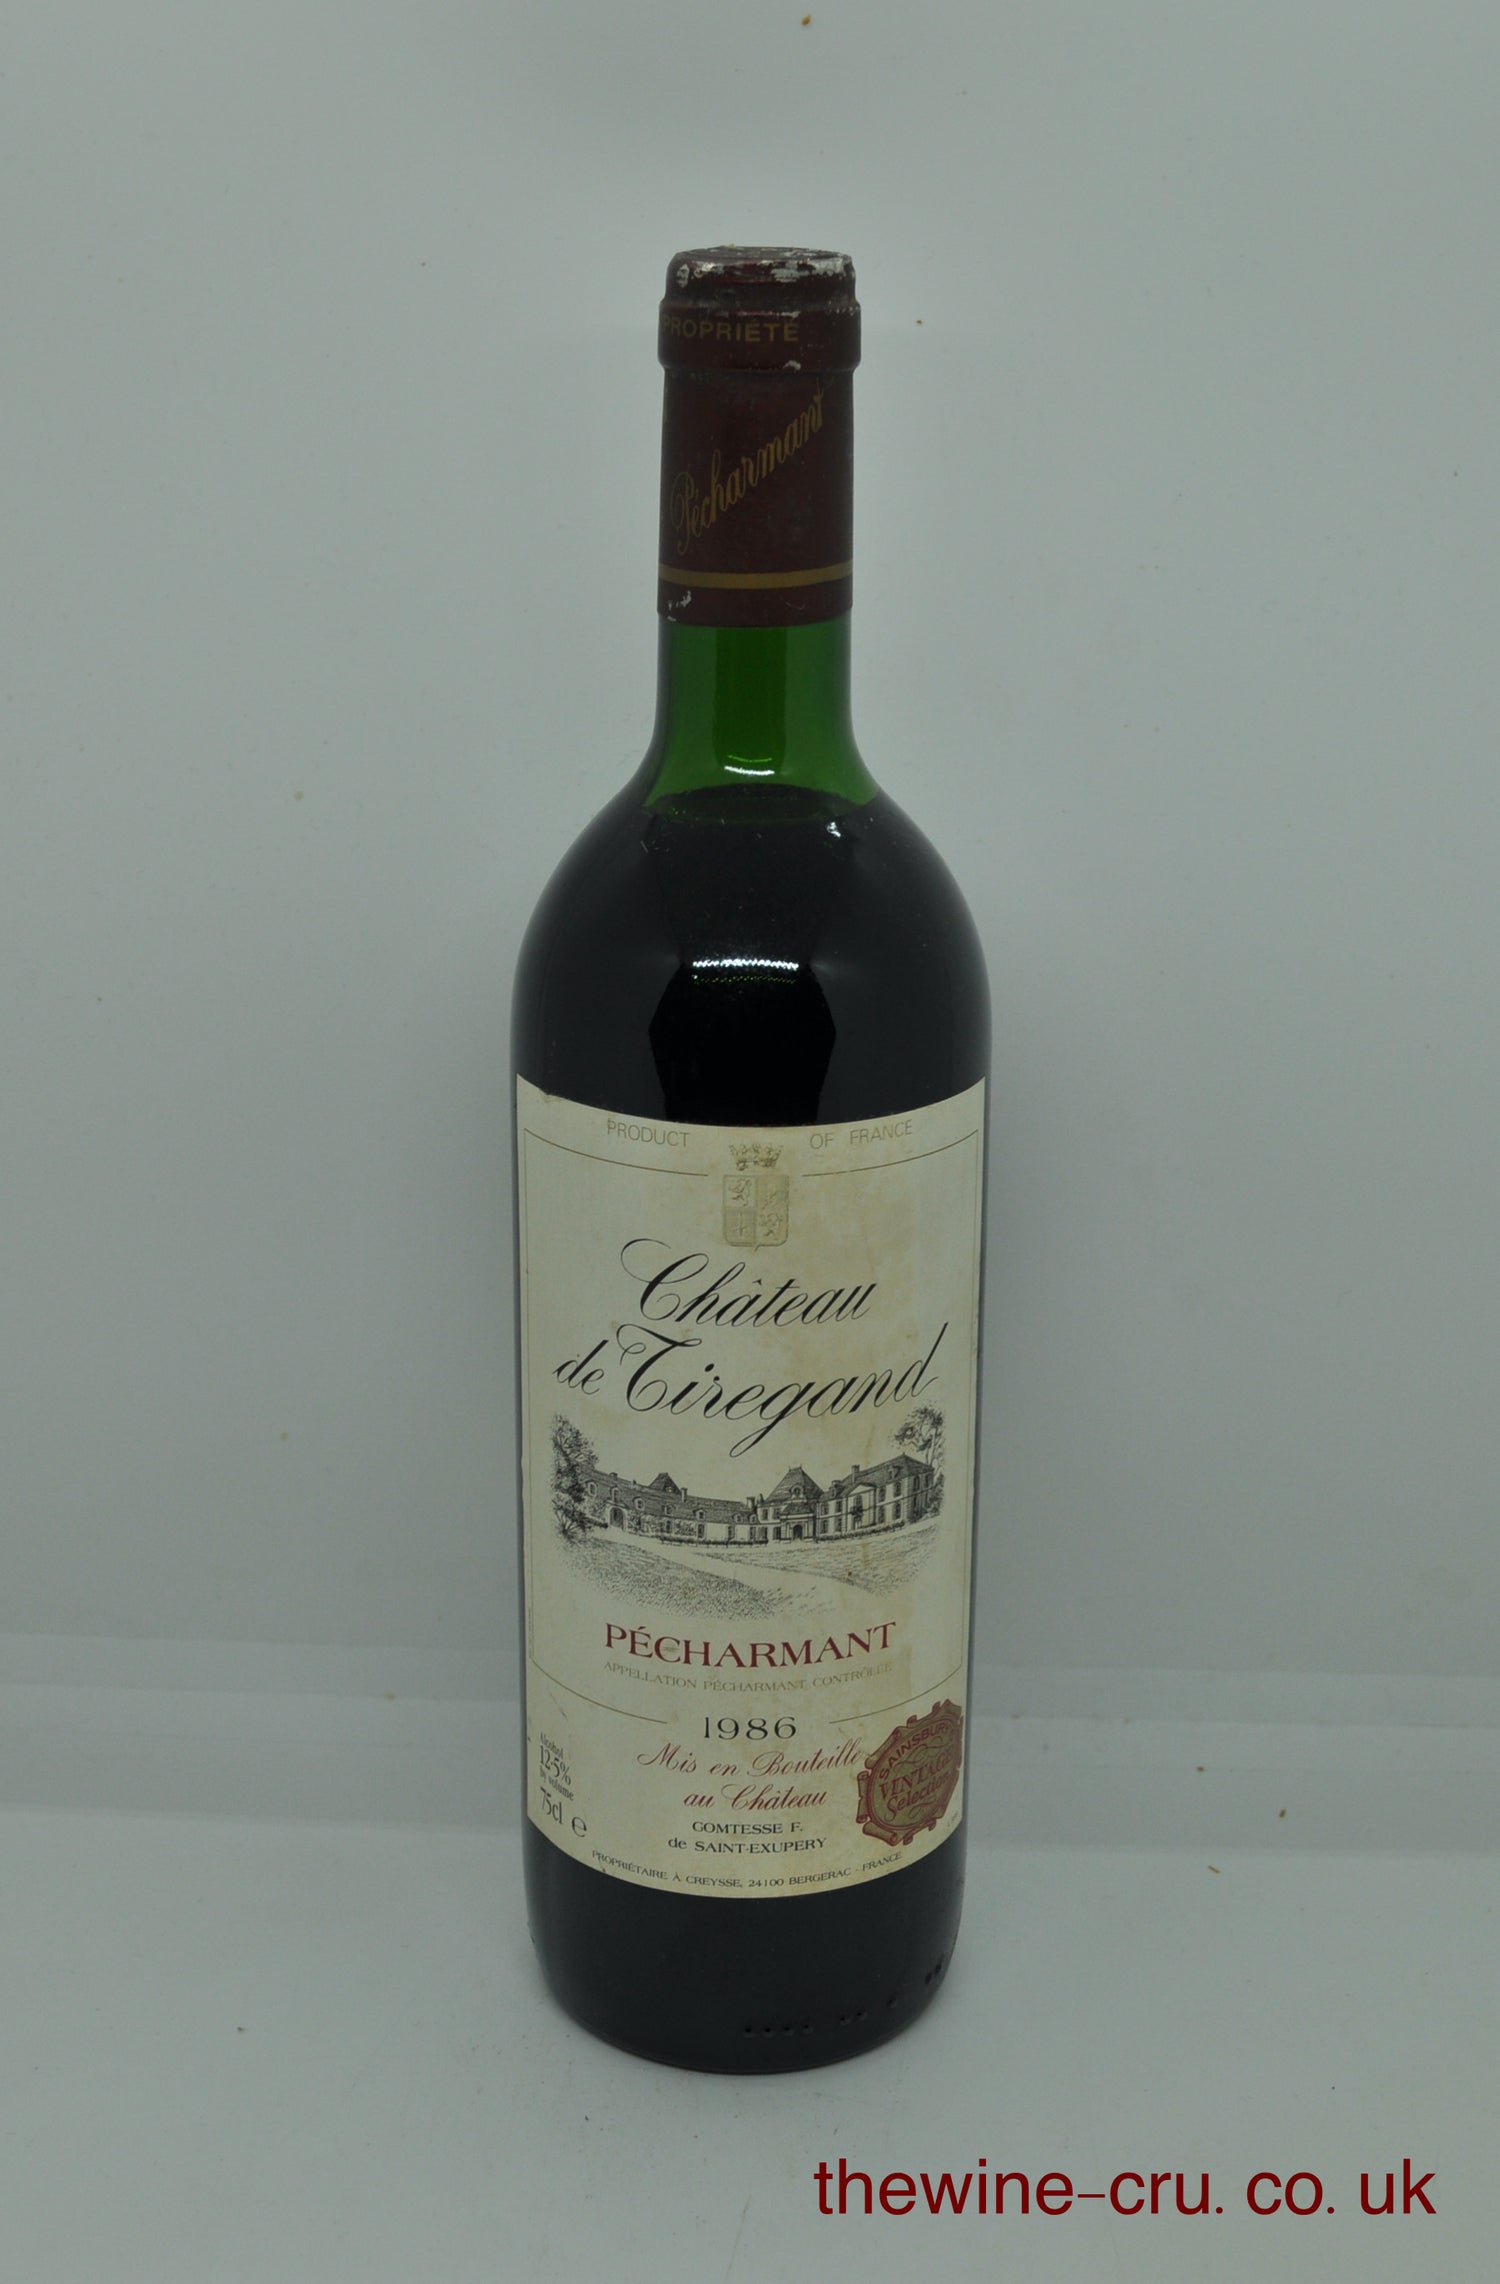 PROPRIÉTÉ
Pécharmant
PRODUCT OF FRANCE
Château
de Tiregand
PÉCHARMANT
APPELLATION PÉCHARMANT CONTRÔLÉE
1986
Mis en Bouteille
au Château
COMTESSE F.
de SAINT-EXUPERY
PROPRIÉTAIRE À CREYSSE, 24100 BERGERAC - FRANCE
Alcohol
12·5%
by volume
75cl e
SAINSBURY'S
VINTAGE
Selection
thewine-cru.co.uk